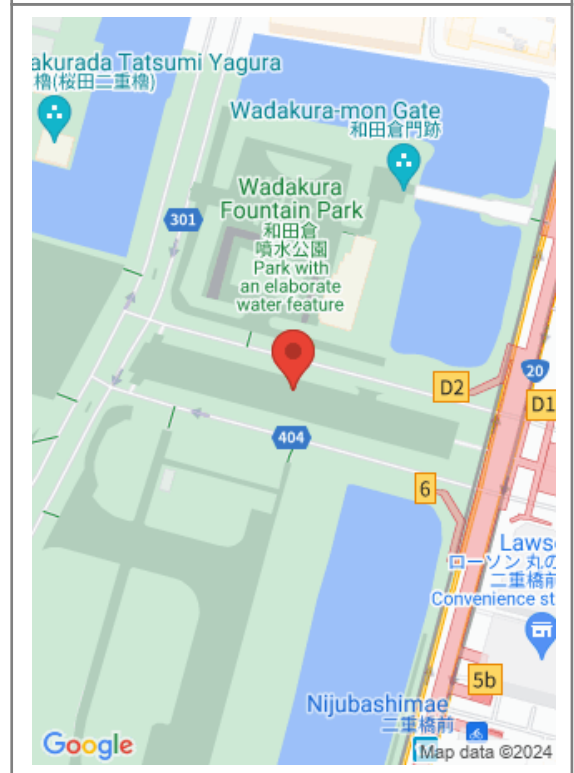 akurada Tatsumi Yagura
櫓(桜田二重櫓)
Wadakura-mon Gate
和田倉門跡
Wadakura
Fountain Park
和田倉
噴水公園
Park with
an elaborate
water feature
301
20
D2
D1
404
6
Laws
ローソン 丸の
二重橋前
Convenience st
5b
Nijubashimae
二重橋前
Google
Map data ©2024